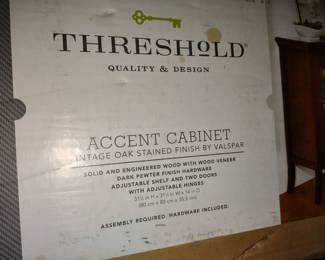 THRESHOLD
QUALITY & DESIGN
ACCENT CABINET
VINTAGE OAK STAINED FINISH BY VALSPAR
SOLID AND ENGINEERED WOOD WITH WOOD VENEER
DARK PEWTER FINISH HARDWARE
ADJUSTABLE SHELF AND TWO DOORS
WITH ADJUSTABLE HINGES
ASSEMBLY REQUIRED. HARDWARE INCLUDED.